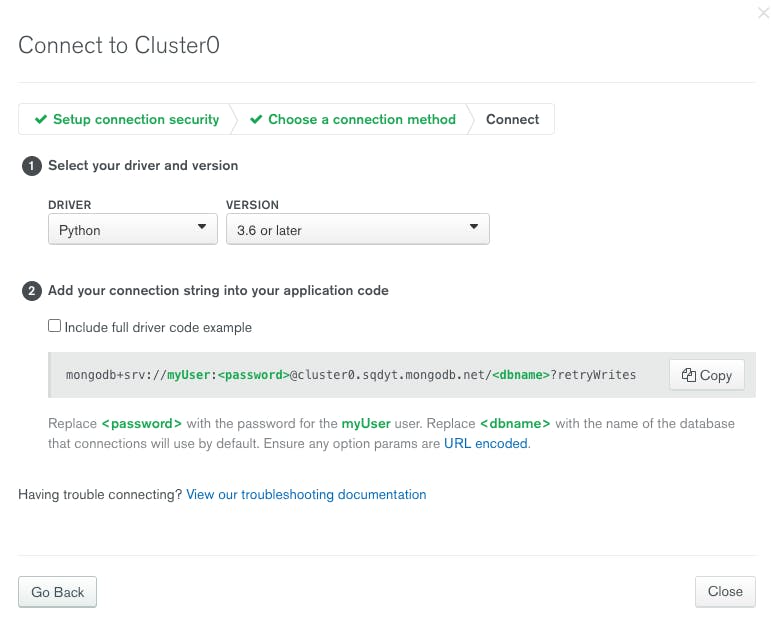 Connect to Cluster0
Setup connection security Choose a connection method Connect
1 Select your driver and version
DRIVER VERSION
Python 3.6 or later
2 Add your connection string into your application code
Include full driver code example
mongodb+srv://myUser:<password>@cluster0.sqdyt.mongodb.net/<dbname>?retryWrites Copy
Replace <password> with the password for the myUser user. Replace <dbname> with the name of the database
that connections will use by default. Ensure any option params are URL encoded.
Having trouble connecting? View our troubleshooting documentation
Go Back Close